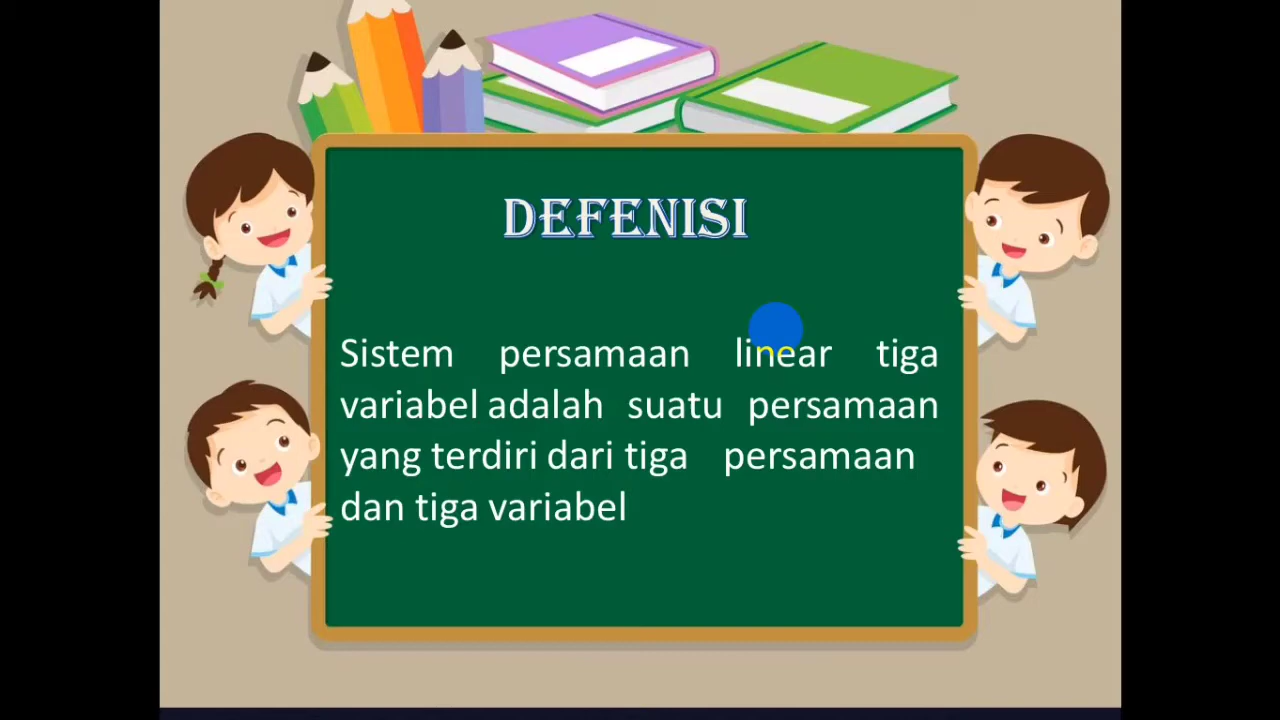 DEFENISI
Sistem persamaan linear tiga
variabel adalah suatu persamaan
yang terdiri dari tiga persamaan
dan tiga variabel